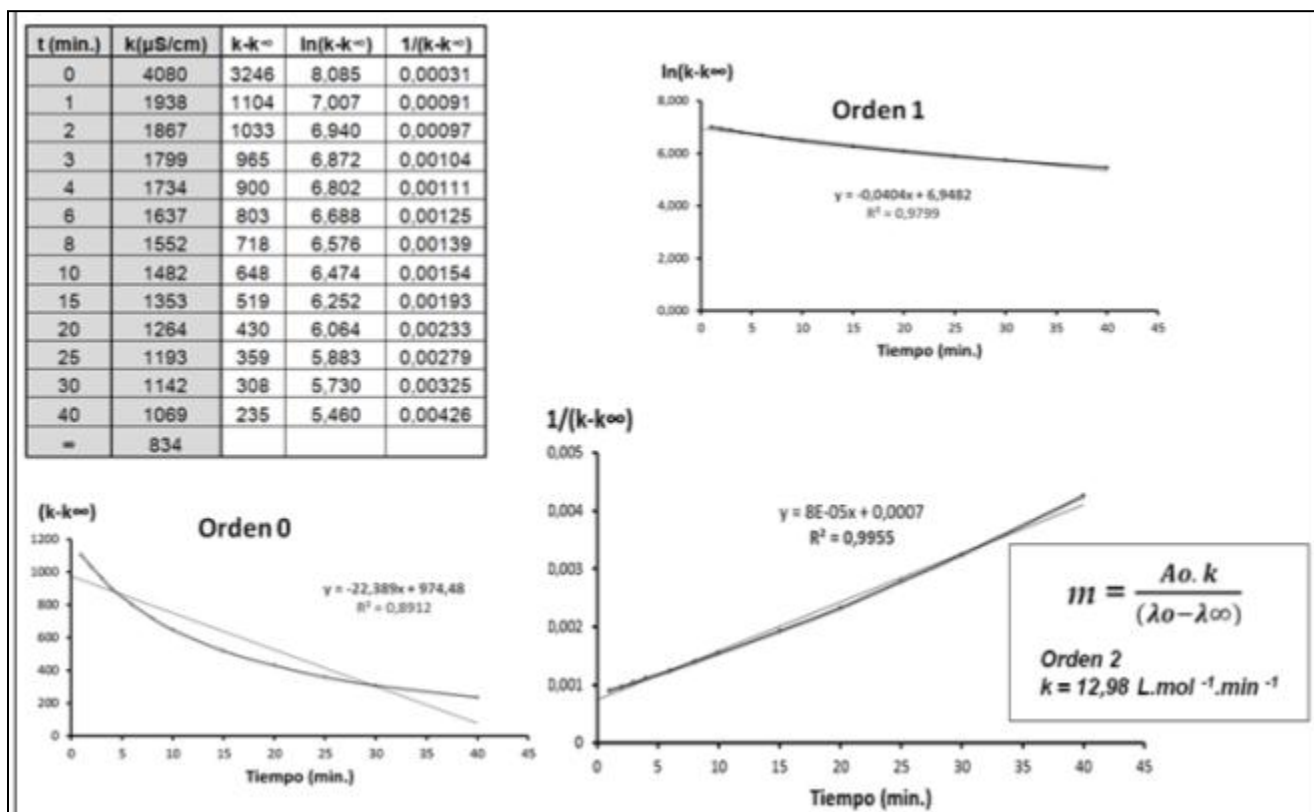 t (min.) k(µS/cm) k-k∞ ln(k-k∞) 1/(k-k∞)
0 4080 3246 8,085 0,00031
1 1938 1104 7,007 0,00091
2 1867 1033 6,940 0,00097
3 1799 965 6,872 0,00104
4 1734 900 6,802 0,00111
6 1637 803 6,688 0,00125
8 1552 718 6,576 0,00139
10 1482 648 6,474 0,00154
15 1353 519 6,252 0,00193
20 1264 430 6,064 0,00233
25 1193 359 5,883 0,00279
30 1142 308 5,730 0,00325
40 1069 235 5,460 0,00426
∞ 834
ln(k-k∞)
Orden 1
8,000
6,000
4,000
2,000
0,000
y = -0,0404x + 6,9482
R² = 0,9799
0 5 10 15 20 25 30 35 40 45
Tiempo (min.)
(k-k∞)
Orden 0
1200
1000
800
600
400
200
0
y = -22,389x + 974,48
R² = 0,8912
0 5 10 15 20 25 30 35 40 45
Tiempo (min.)
1/(k-k∞)
0,005
0,004
0,003
0,002
0,001
0
y = 8E-05x + 0,0007
R² = 0,9955
0 5 10 15 20 25 30 35 40 45
Tiempo (min.)
m = Ao. k / (λo-λ∞)
Orden 2
k = 12,98 L.mol ⁻¹.min ⁻¹